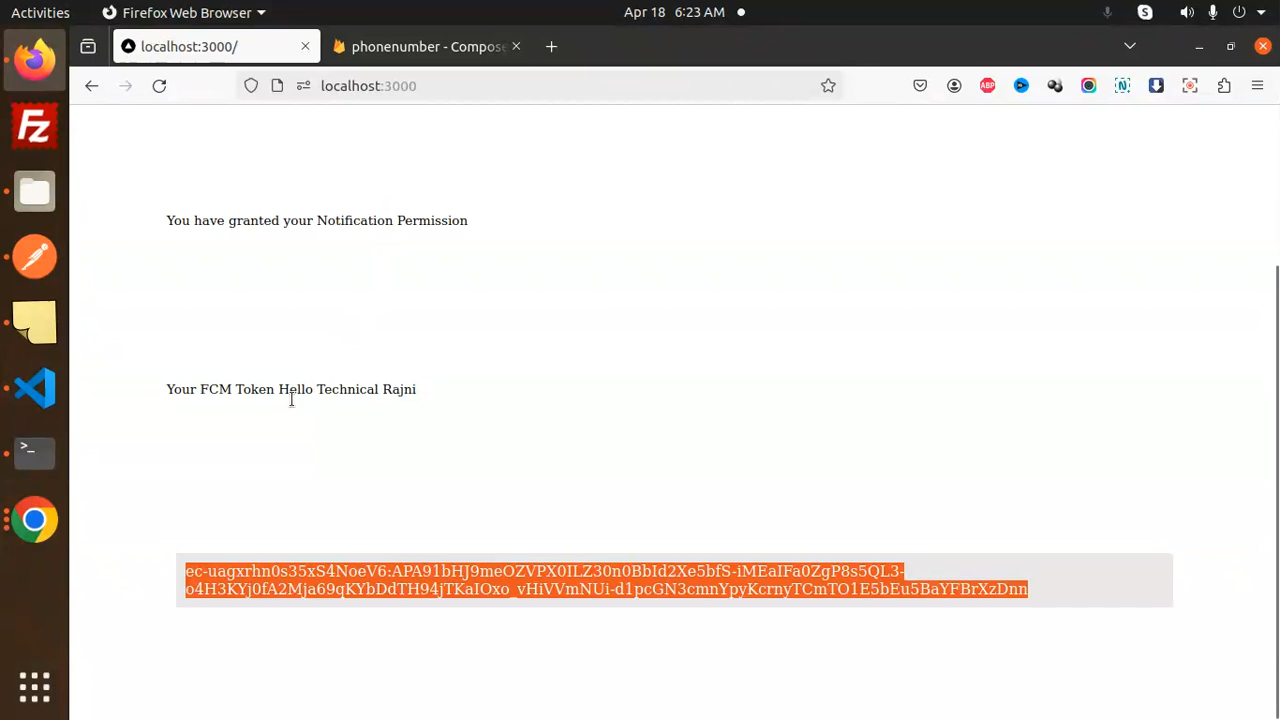 Activities
Firefox Web Browser
Apr 18 6:23 AM
localhost:3000/
phonenumber - Compose
localhost:3000
You have granted your Notification Permission
Your FCM Token Hello Technical Rajni
ec-uagxrhn0s35xS4NoeV6:APA91bHJ9meOZVPX0ILZ30n0BbId2Xe5bfS-iMEaIFa0ZgP8s5QL3-
o4H3KYj0fA2Mja69qKYbDdTH94jTKaIOxo_vHiVVmNUi-d1pcGN3cmnYpyKcrnyTCmTO1E5bEu5BaYFBrXzDnn